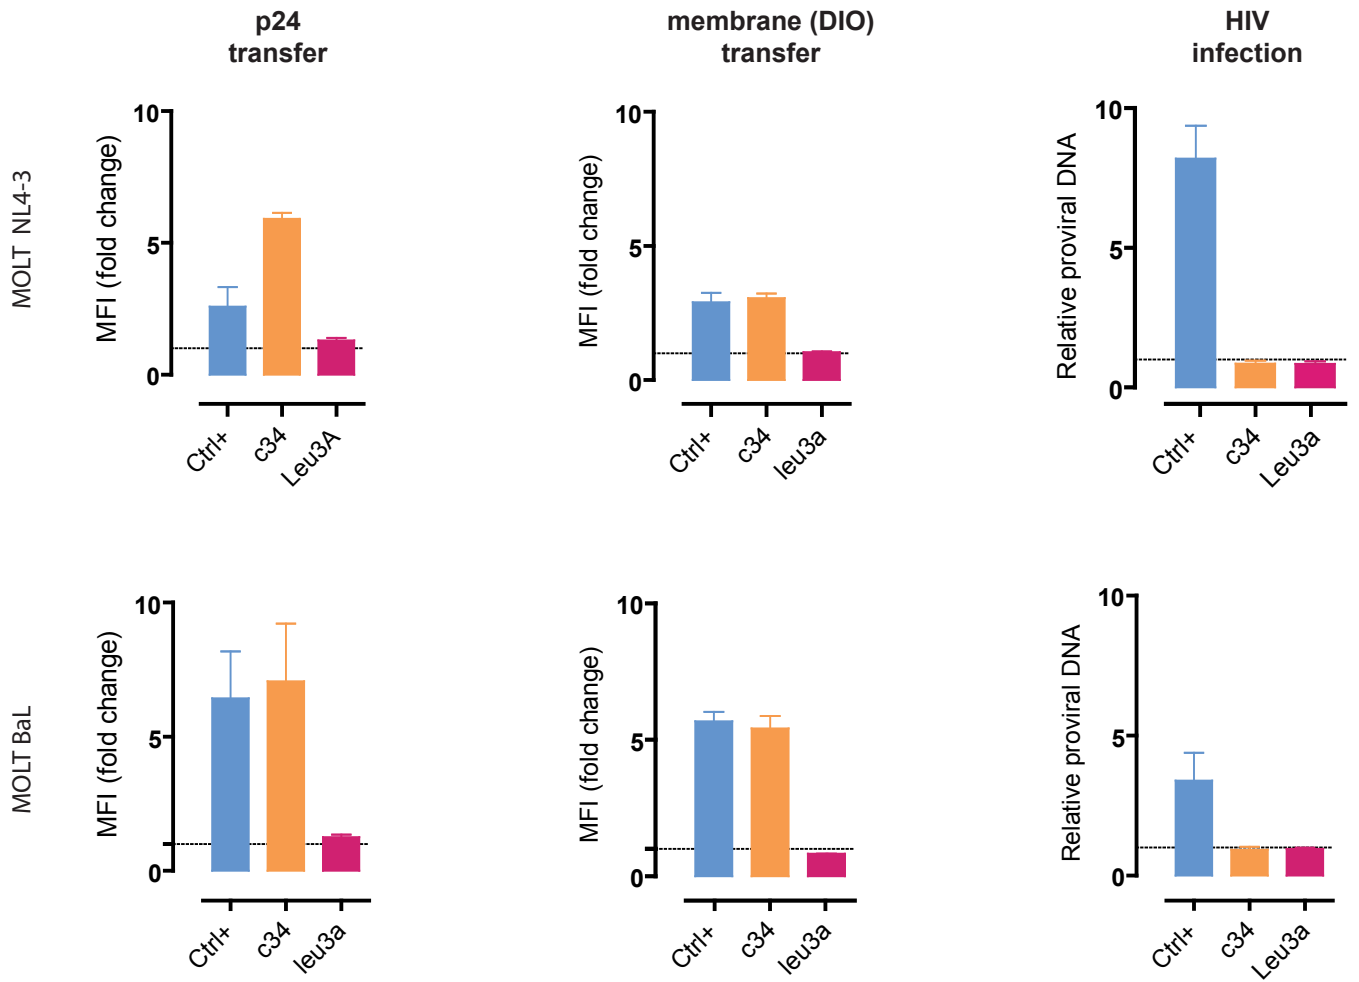 p24
transfer
membrane (DIO)
transfer
HIV
infection
MOLT NL4-3
MFI (fold change)
10
5
0
Ctrl+
c34
Leu3A
MFI (fold change)
10
5
0
Ctrl+
c34
leu3a
Relative proviral DNA
10
5
0
Ctrl+
c34
Leu3a
MOLT BaL
MFI (fold change)
10
5
0
Ctrl+
c34
leu3a
MFI (fold change)
10
5
0
Ctrl+
c34
leu3a
Relative proviral DNA
10
5
0
Ctrl+
c34
Leu3a